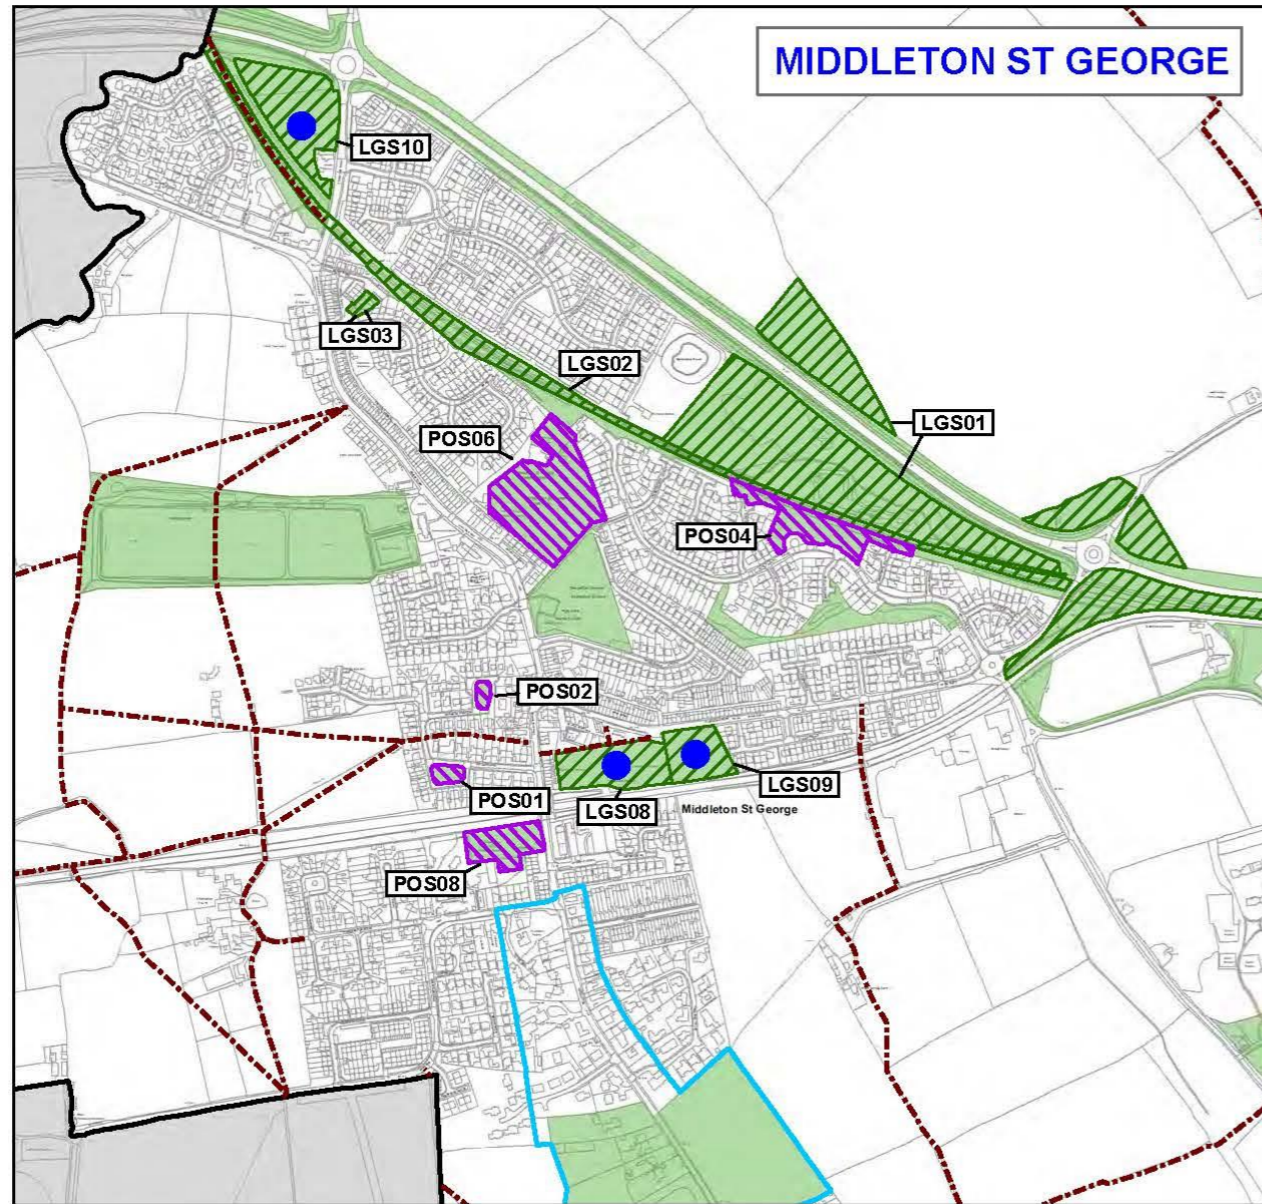 MIDDLETON ST GEORGE
LGS10
LGS03
LGS02
LGS01
POS06
POS04
POS02
LGS09
POS01
LGS08
Middleton St George
POS08